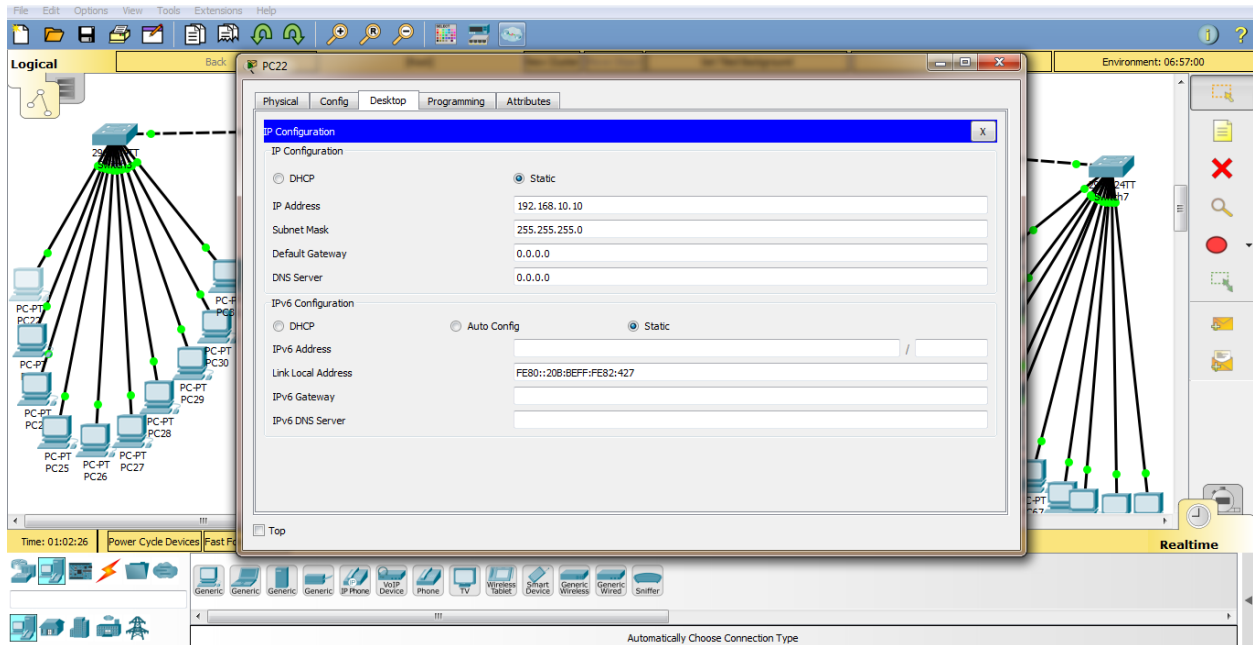 File Edit Options View Tools Extensions Help
Logical
Back
PC22
Environment: 06:57:00
Physical Config Desktop Programming Attributes
IP Configuration X
IP Configuration
DHCP Static
IP Address 192.168.10.10
Subnet Mask 255.255.255.0
Default Gateway 0.0.0.0
DNS Server 0.0.0.0
IPv6 Configuration
DHCP Auto Config Static
IPv6 Address /
Link Local Address FE80::20B:BEFF:FE82:427
IPv6 Gateway
IPv6 DNS Server
Top
PC-PT
PC22
PC-PT
PC-PT
PC-PT
PC25
PC-PT
PC26
PC-PT
PC27
PC-PT
PC28
PC-PT
PC29
PC-PT
PC30
24TT
Time: 01:02:26 Power Cycle Devices Fast Fo
Realtime
Generic Generic Generic Generic IP Phone VoIP Device Phone TV Wireless Tablet Smart Device Generic Wireless Generic Wired Sniffer
Automatically Choose Connection Type